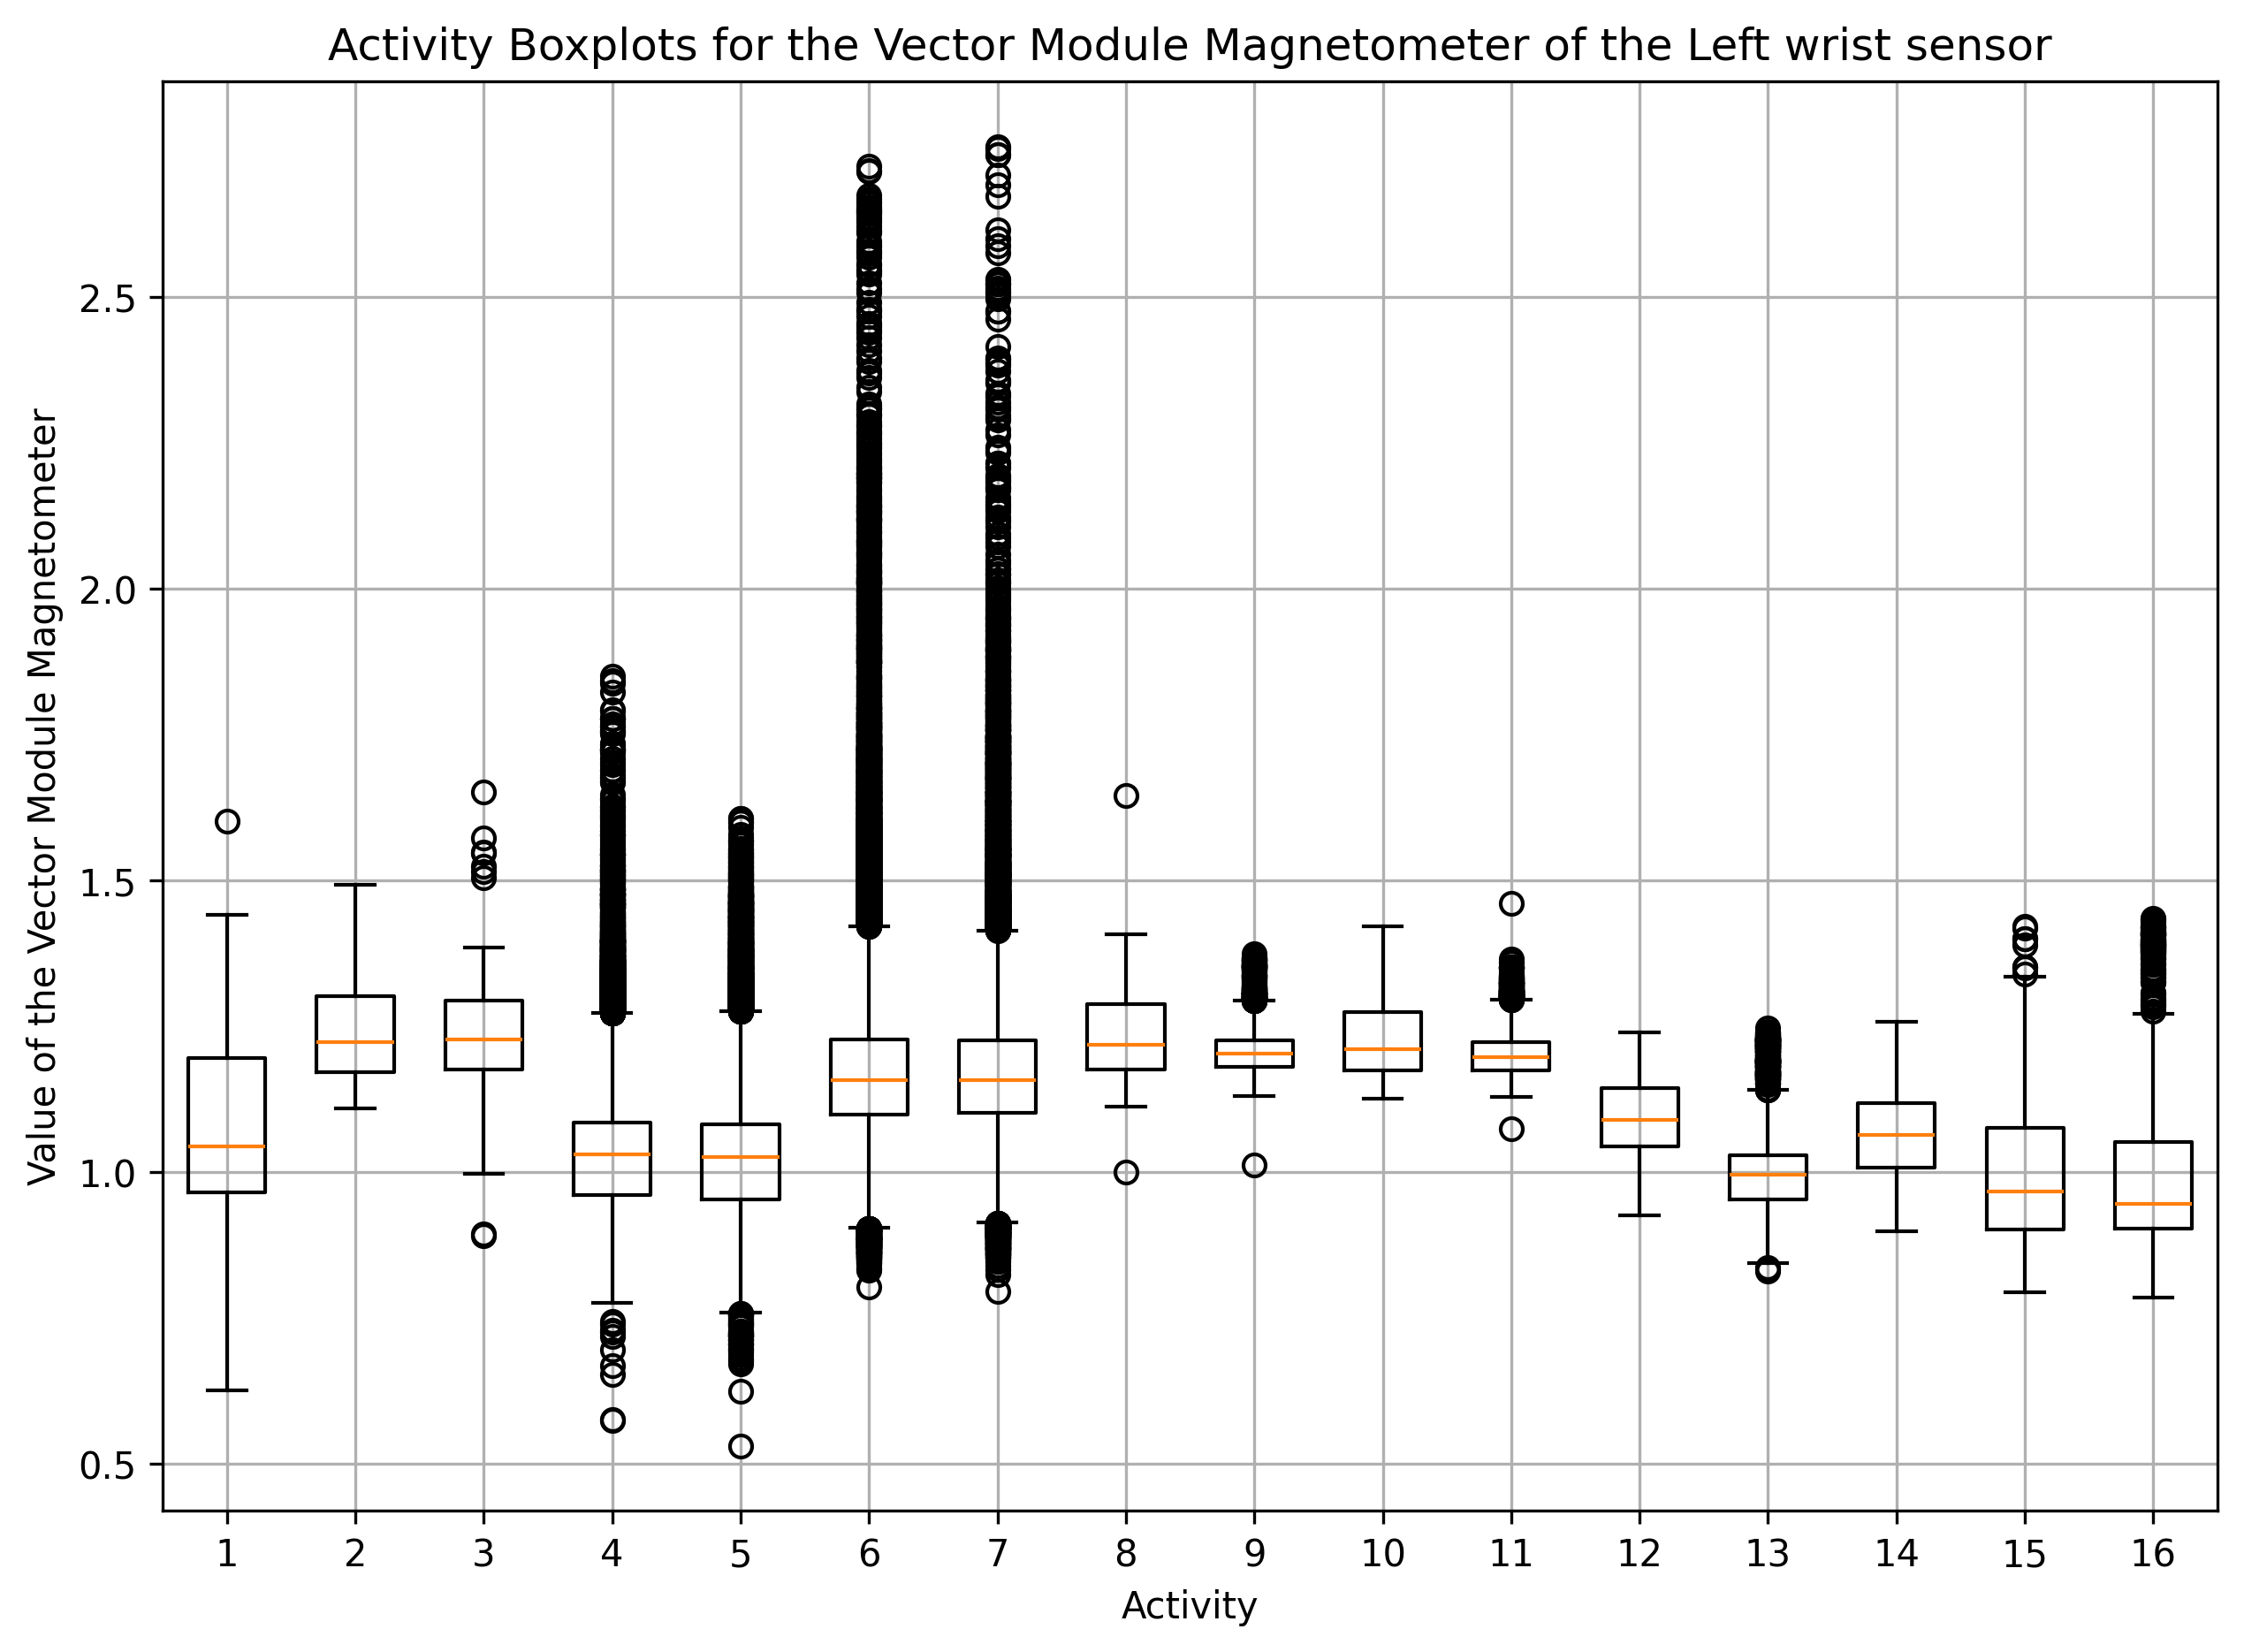 Activity Boxplots for the Vector Module Magnetometer of the Left wrist sensor
Value of the Vector Module Magnetometer
2.5
2.0
1.5
1.0
0.5
1 2 3 4 5 6 7 8 9 10 11 12 13 14 15 16
Activity